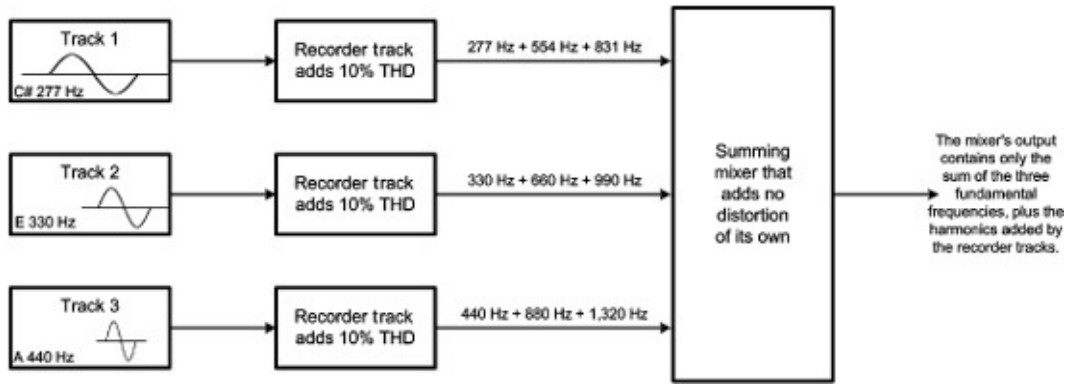 Track 1
C# 277 Hz
Recorder track
adds 10% THD
277 Hz + 554 Hz + 831 Hz
Track 2
E 330 Hz
Recorder track
adds 10% THD
330 Hz + 660 Hz + 990 Hz
Track 3
A 440 Hz
Recorder track
adds 10% THD
440 Hz + 880 Hz + 1,320 Hz
Summing
mixer that
adds no
distortion
of its own
The mixer's output
contains only the
sum of the three
fundamental
frequencies, plus the
harmonics added by
the recorder tracks.